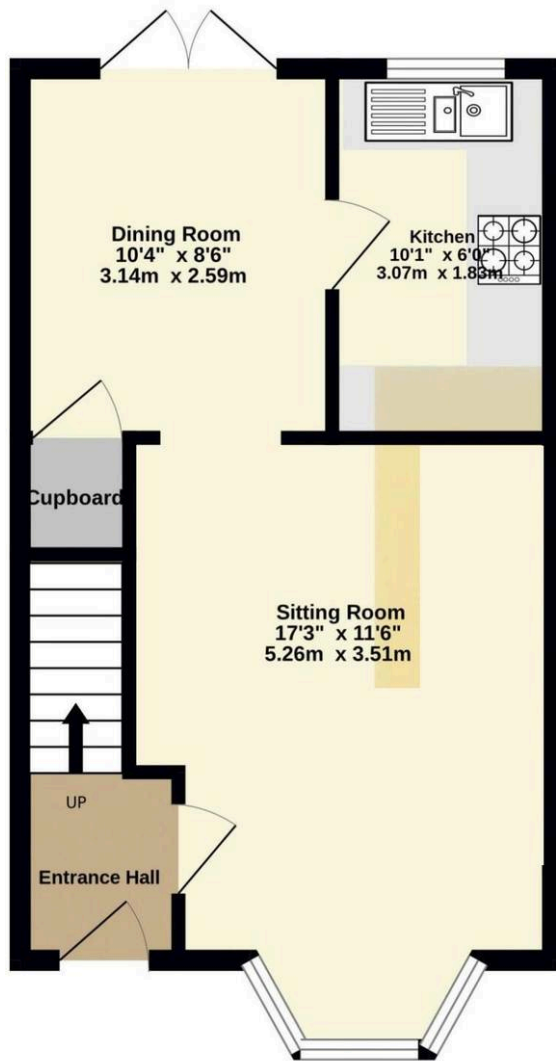 Dining Room
10'4" x 8'6"
3.14m x 2.59m
Kitchen
10'1" x 6'0"
3.07m x 1.83m
Cupboard
Sitting Room
17'3" x 11'6"
5.26m x 3.51m
UP
Entrance Hall